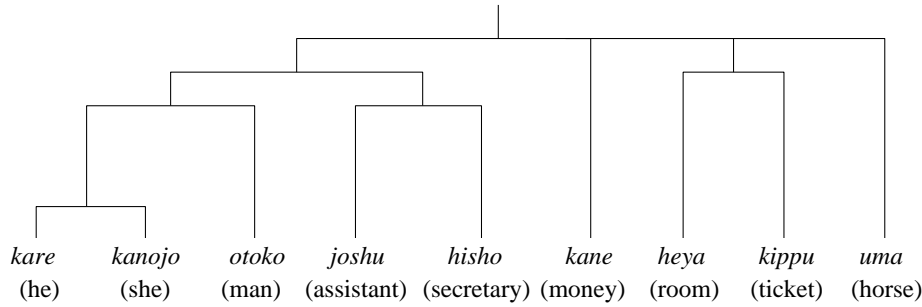 kare kanojo otoko joshu hisho kane heya kippu uma
(he) (she) (man) (assistant) (secretary) (money) (room) (ticket) (horse)